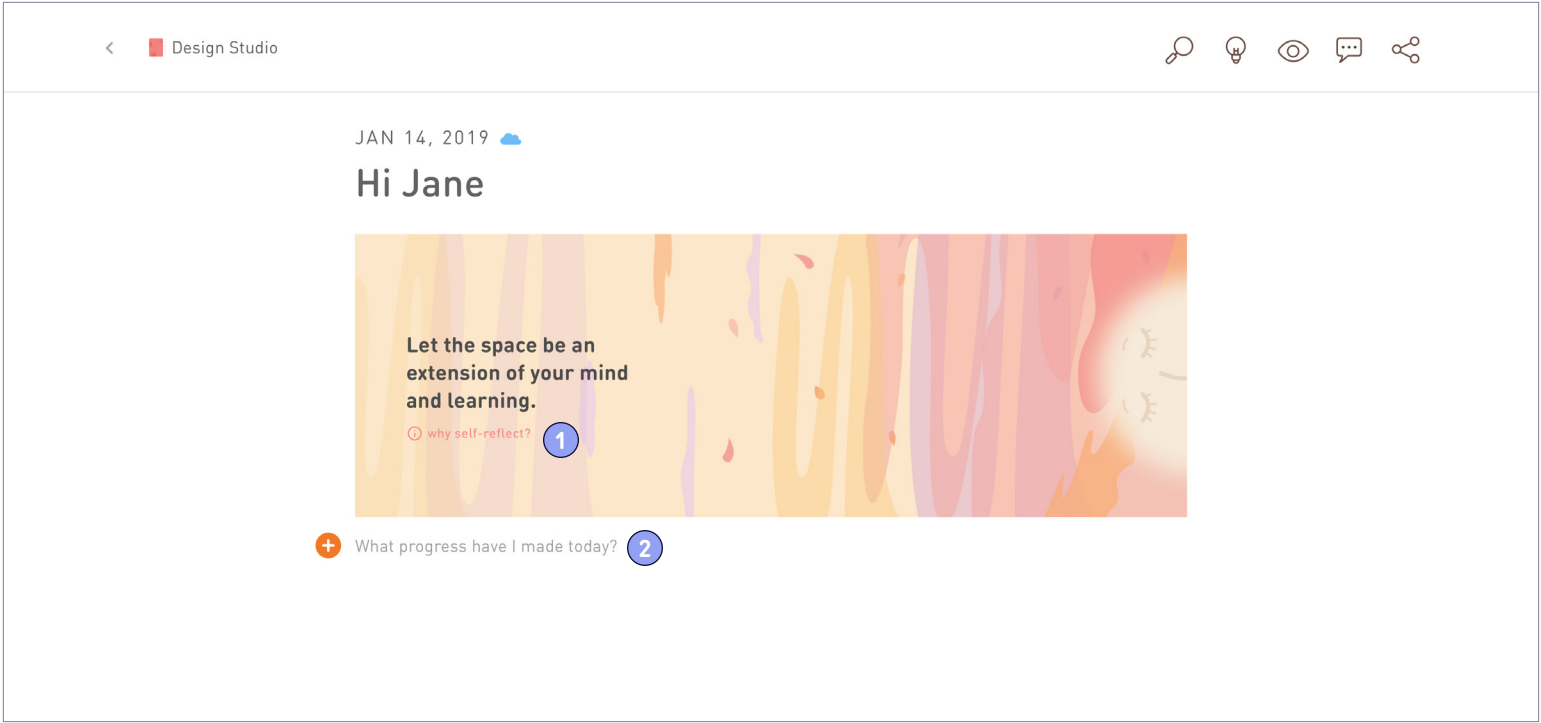 Design Studio
JAN 14, 2019
Hi Jane
Let the space be an
extension of your mind
and learning.
why self-reflect?
1
What progress have I made today?
2